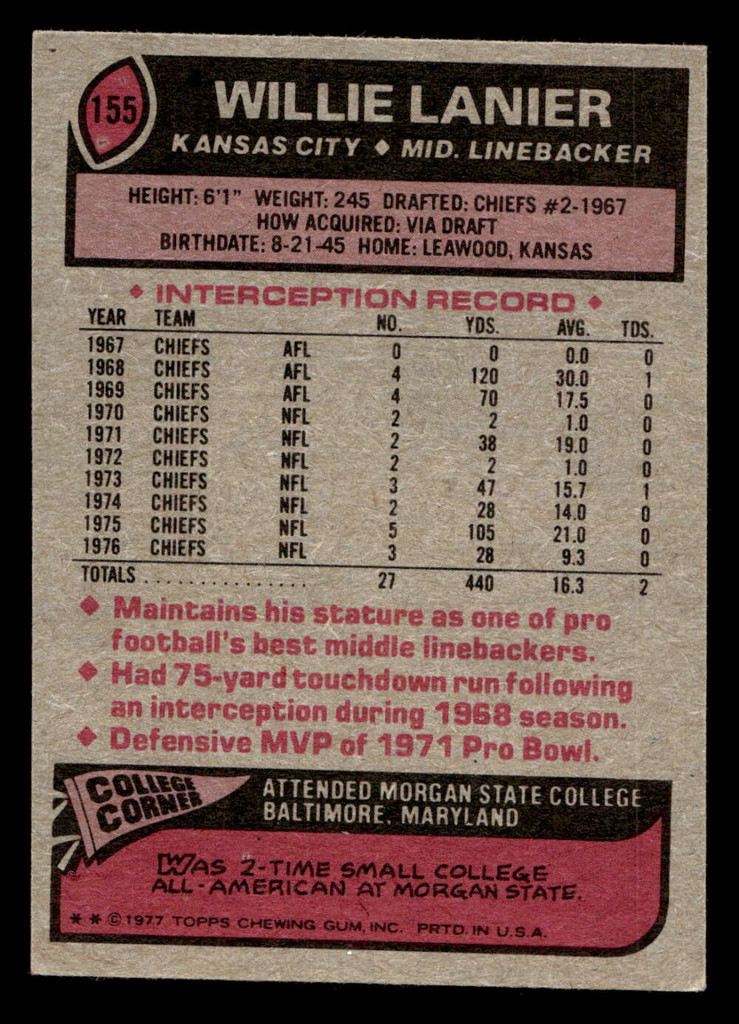 155
WILLIE LANIER
KANSAS CITY ♦ MID. LINEBACKER
HEIGHT: 6'1" WEIGHT: 245 DRAFTED: CHIEFS #2-1967
HOW ACQUIRED: VIA DRAFT
BIRTHDATE: 8-21-45 HOME: LEAWOOD, KANSAS
♦ INTERCEPTION RECORD ♦
YEAR TEAM NO. YDS. AVG. TDS.
1967 CHIEFS AFL 0 0 0.0 0
1968 CHIEFS AFL 4 120 30.0 1
1969 CHIEFS AFL 4 70 17.5 0
1970 CHIEFS NFL 2 2 1.0 0
1971 CHIEFS NFL 2 38 19.0 0
1972 CHIEFS NFL 2 2 1.0 0
1973 CHIEFS NFL 3 47 15.7 1
1974 CHIEFS NFL 2 28 14.0 0
1975 CHIEFS NFL 5 105 21.0 0
1976 CHIEFS NFL 3 28 9.3 0
TOTALS ................ 27 440 16.3 2
♦ Maintains his stature as one of pro
football's best middle linebackers.
♦ Had 75-yard touchdown run following
an interception during 1968 season.
♦ Defensive MVP of 1971 Pro Bowl.
COLLEGE
CORNER
ATTENDED MORGAN STATE COLLEGE
BALTIMORE, MARYLAND
WAS 2-TIME SMALL COLLEGE
ALL-AMERICAN AT MORGAN STATE.
* * © 1977 TOPPS CHEWING GUM, INC. PRTD. IN U.S.A.